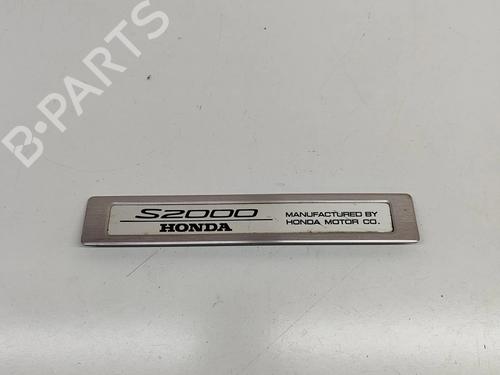 B-PARTS
S2000
HONDA
MANUFACTURED BY
HONDA MOTOR CO.